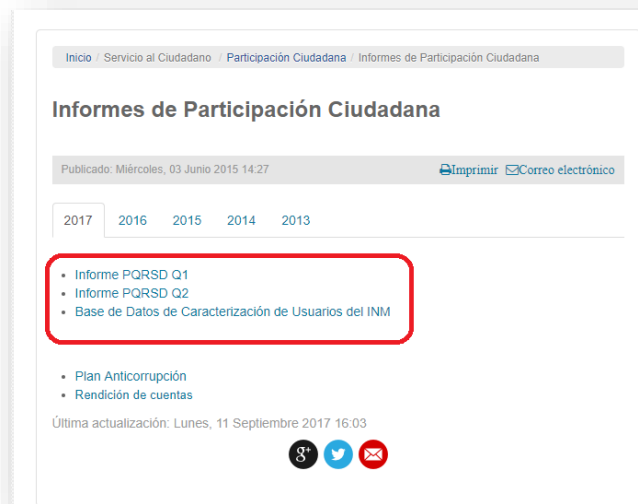 Inicio / Servicio al Ciudadano / Participación Ciudadana / Informes de Participación Ciudadana
Informes de Participación Ciudadana
Publicado: Miércoles, 03 Junio 2015 14:27 Imprimir Correo electrónico
2017 2016 2015 2014 2013
Informe PQRSD Q1
Informe PQRSD Q2
Base de Datos de Caracterización de Usuarios del INM
Plan Anticorrupción
Rendición de cuentas
Última actualización: Lunes, 11 Septiembre 2017 16:03
g+